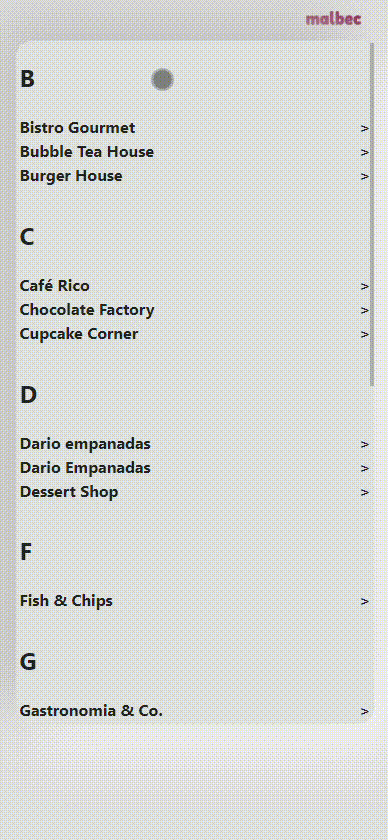 malbec
B
Bistro Gourmet >
Bubble Tea House >
Burger House >
C
Café Rico >
Chocolate Factory >
Cupcake Corner >
D
Dario empanadas >
Dario Empanadas >
Dessert Shop >
F
Fish & Chips >
G
Gastronomia & Co. >